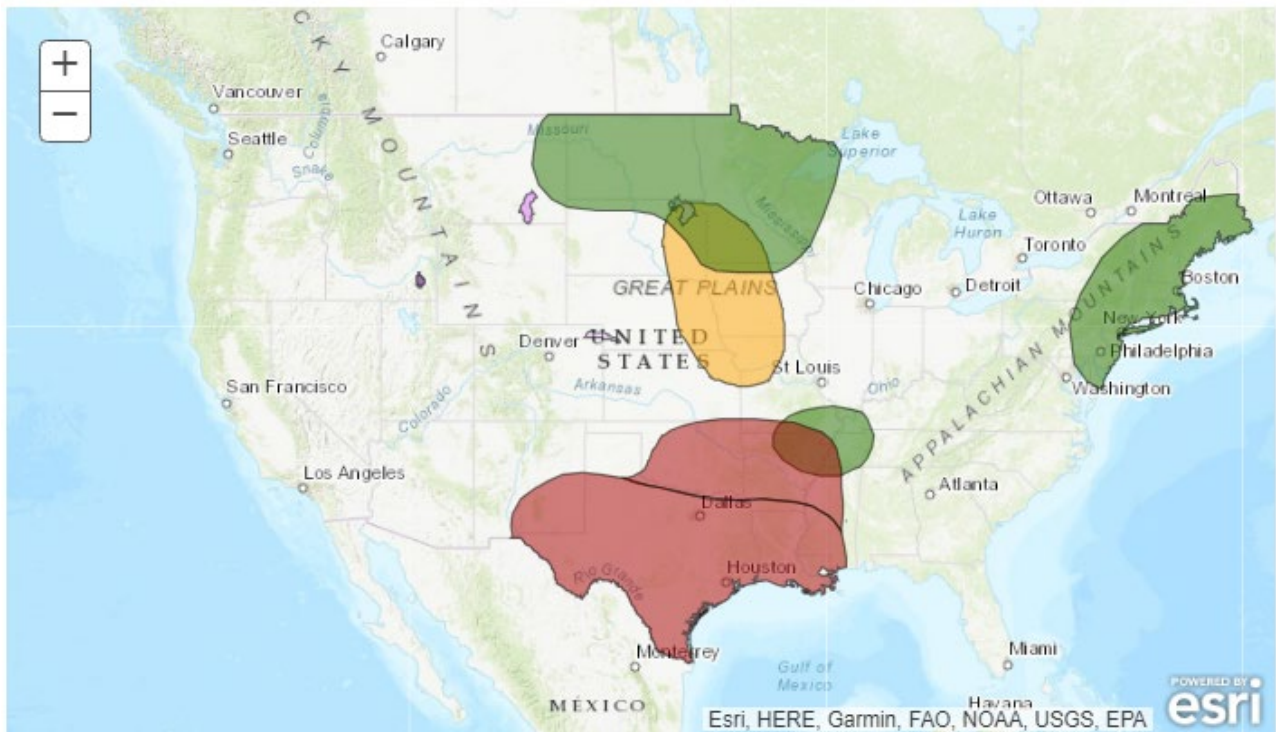 +
−
Calgary
Vancouver
Seattle
Columbia
Snake
CKY MOUNTAINS
Missouri
Lake
Superior
Mississippi
Ottawa
Montreal
Lake
Huron
Toronto
Boston
GREAT PLAINS
Chicago
Detroit
New York
Denver
UNITED
STATES
Philadelphia
St Louis
Washington
San Francisco
Arkansas
Ohio
Colorado
APPALACHIAN MOUNTAINS
Los Angeles
Atlanta
Dallas
Rio Grande
Houston
Monterrey
Gulf of
Mexico
Miami
MÉXICO
Havana
POWERED BY
esri
Esri, HERE, Garmin, FAO, NOAA, USGS, EPA